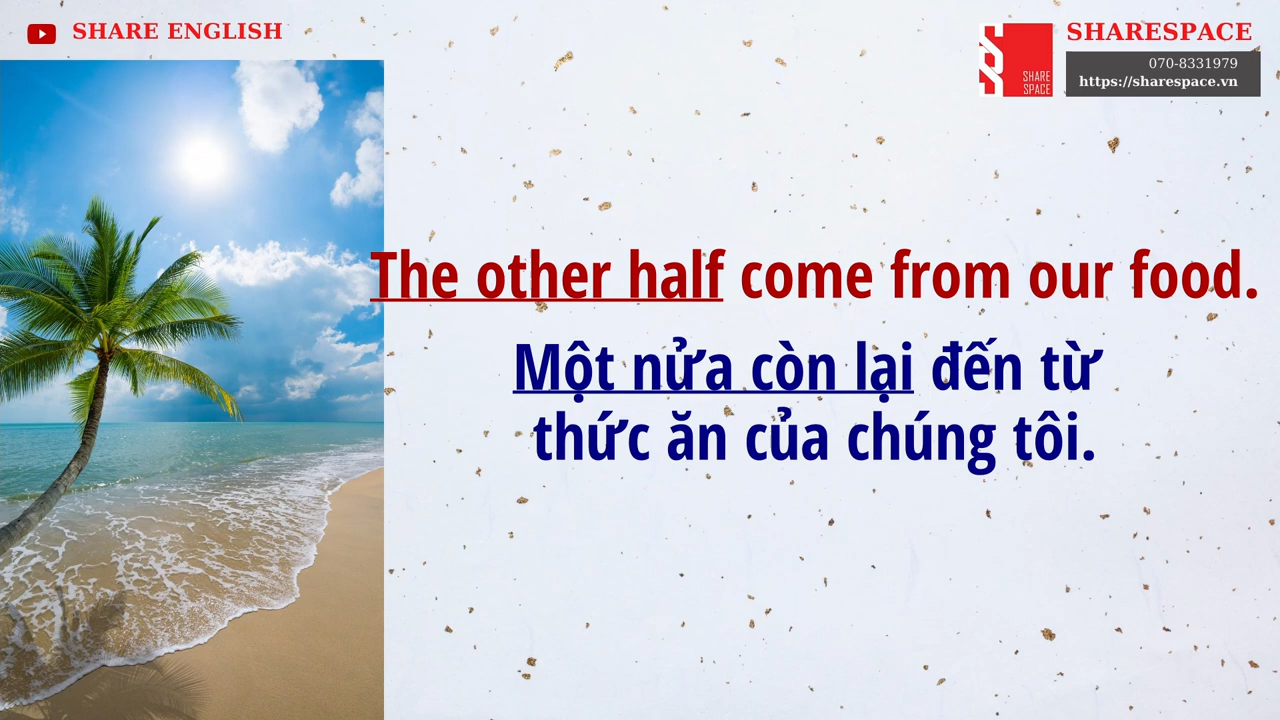 SHARE ENGLISH
SHARESPACE
070-8331979
https://sharespace.vn
SHARE
SPACE
The other half come from our food.
Một nửa còn lại đến từ
thức ăn của chúng tôi.